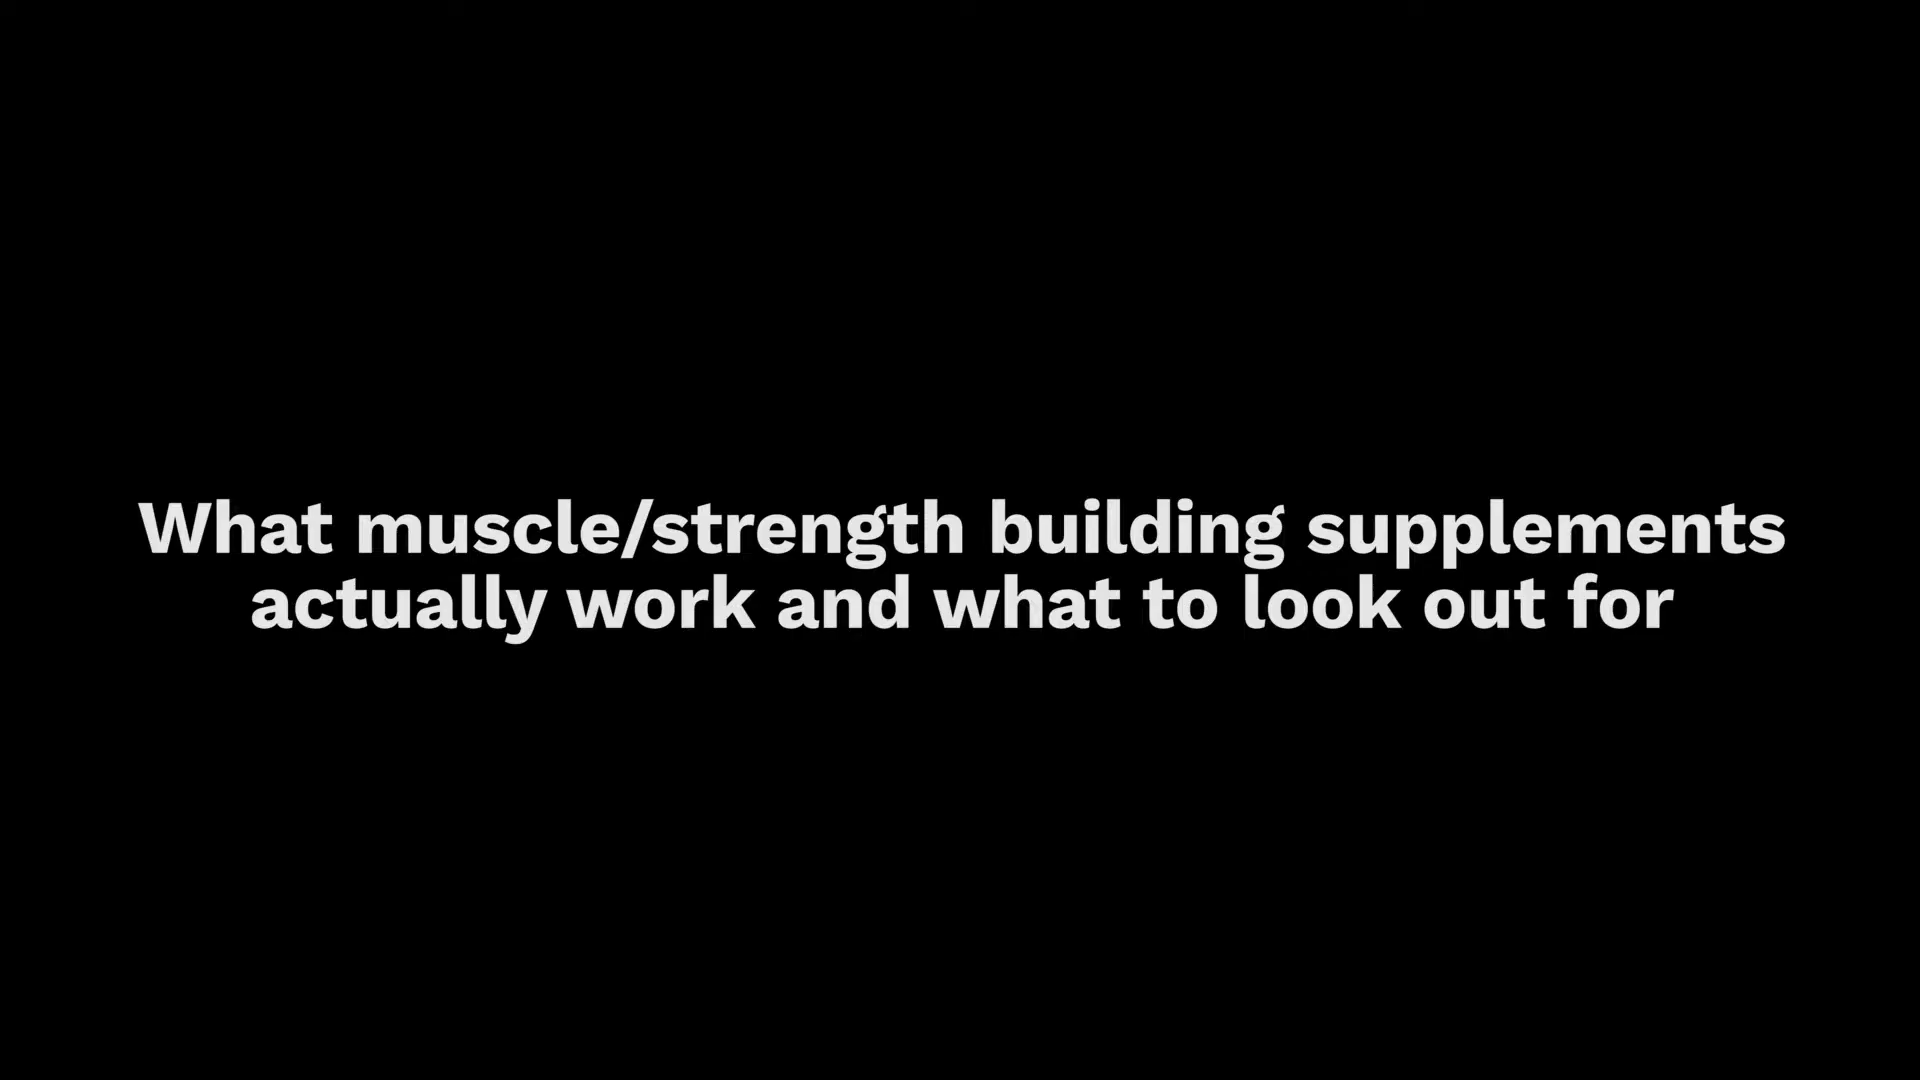 What muscle/strength building supplements
actually work and what to look out for